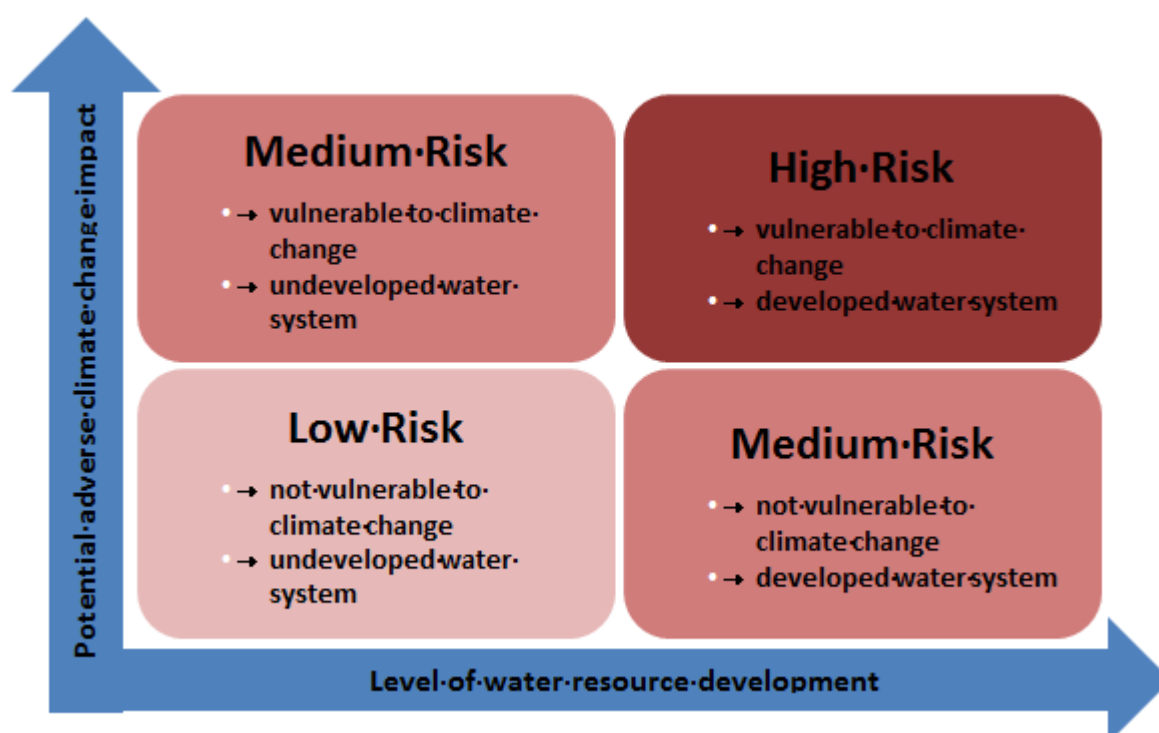 Potential·adverse·climate·change·impact
Medium·Risk
•→vulnerable·to·climate·
change
•→undeveloped·water·
system
High·Risk
•→vulnerable·to·climate·
change
•→developed·water·system
Low·Risk
•→not·vulnerable·to·
climate·change
•→undeveloped·water·
system
Medium·Risk
•→not·vulnerable·to·
climate·change
•→developed·water·system
Level·of·water·resource·development